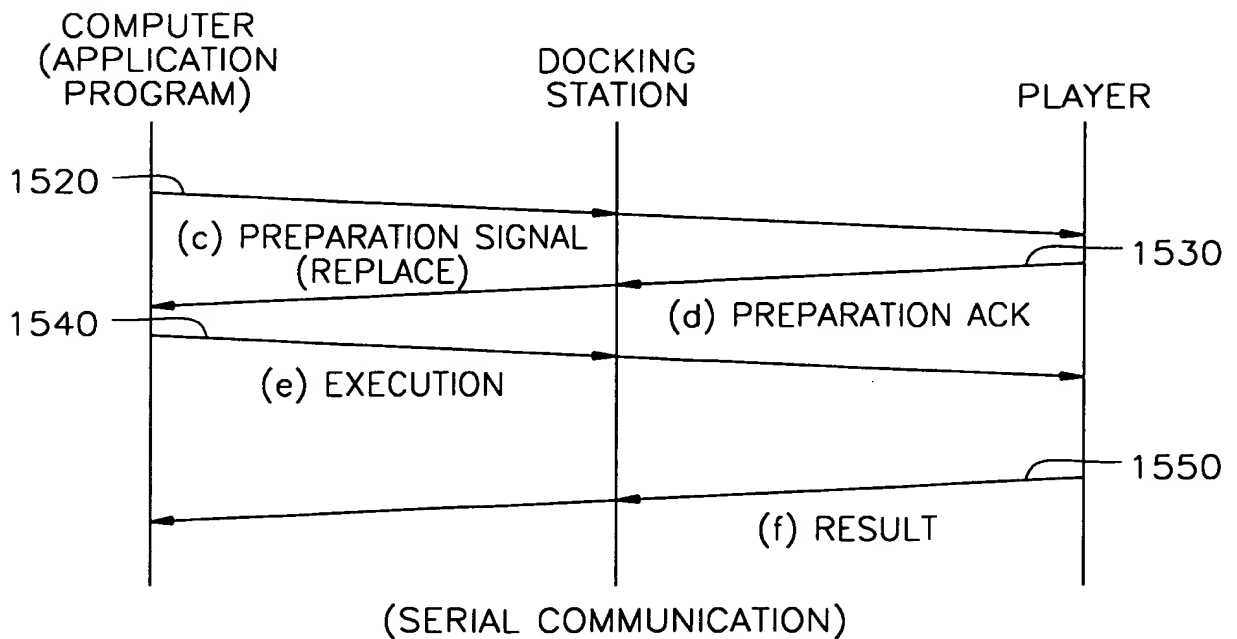 COMPUTER
(APPLICATION
PROGRAM)
DOCKING
STATION
PLAYER
1520
(c) PREPARATION SIGNAL
(REPLACE)
1530
(d) PREPARATION ACK
1540
(e) EXECUTION
1550
(f) RESULT
(SERIAL COMMUNICATION)